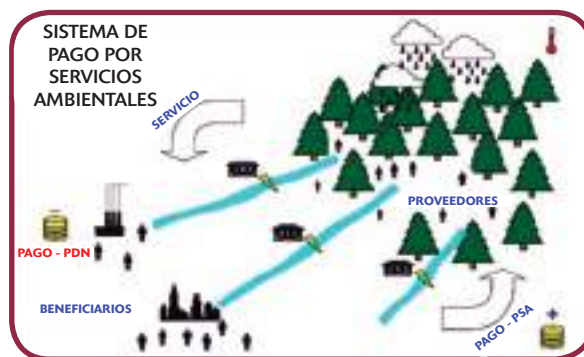 SISTEMA DE
PAGO POR
SERVICIOS
AMBIENTALES
SERVICIO
PROVEEDORES
PAGO - PDN
BENEFICIARIOS
PAGO - PSA